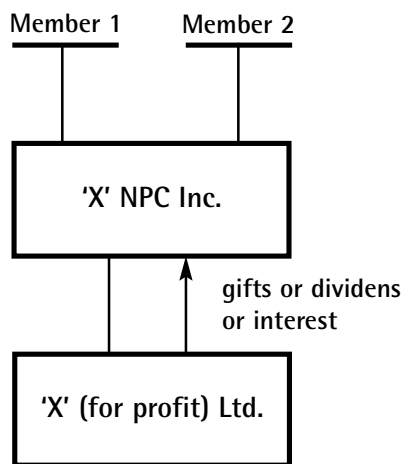 Member 1 Member 2
'X' NPC Inc.
gifts or dividens
or interest
'X' (for profit) Ltd.